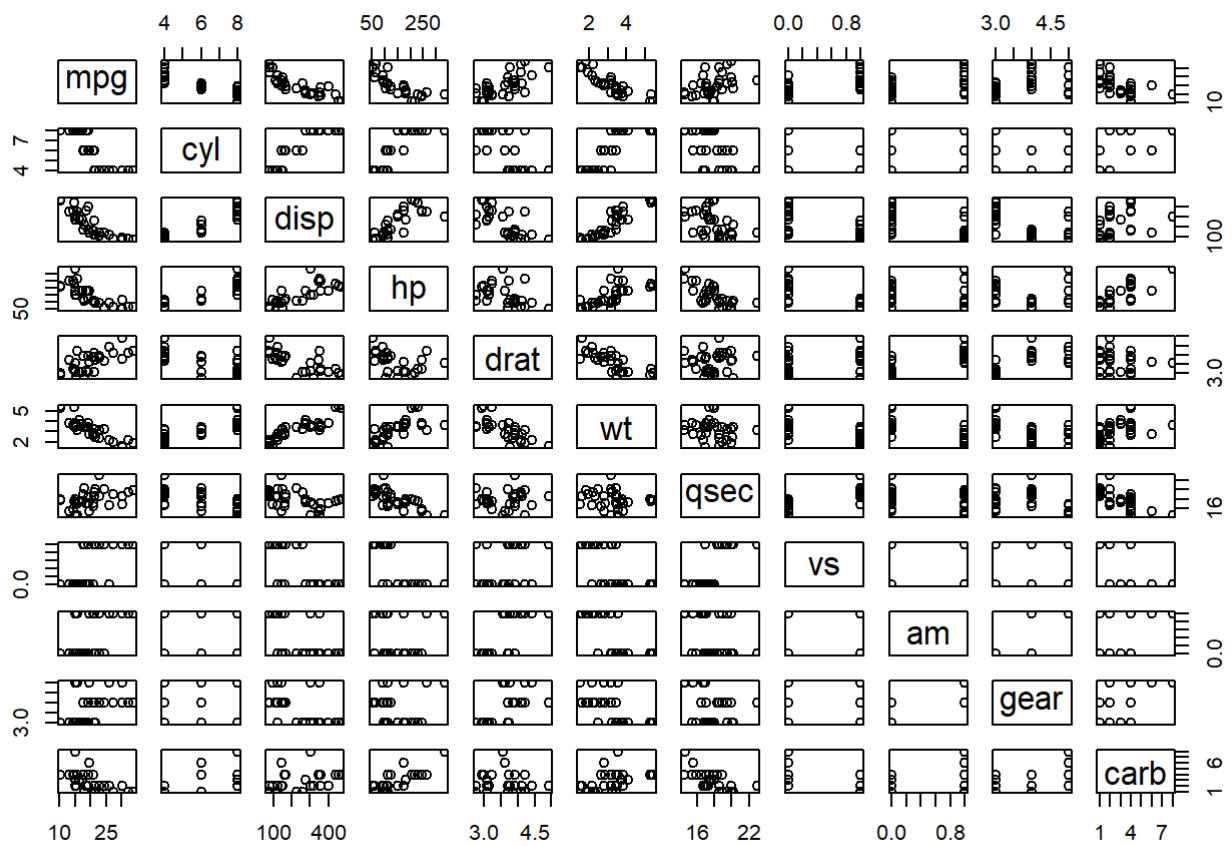 4 6 8 50 250 2 4 0.0 0.8 3.0 4.5
mpg 10
7 4 cyl
disp 100
50 hp
drat 3.0
5 2 wt
qsec 16
0.0 vs
am 0.0
3.0 gear
carb 6 1
10 25 100 400 3.0 4.5 16 22 0.0 0.8 1 4 7